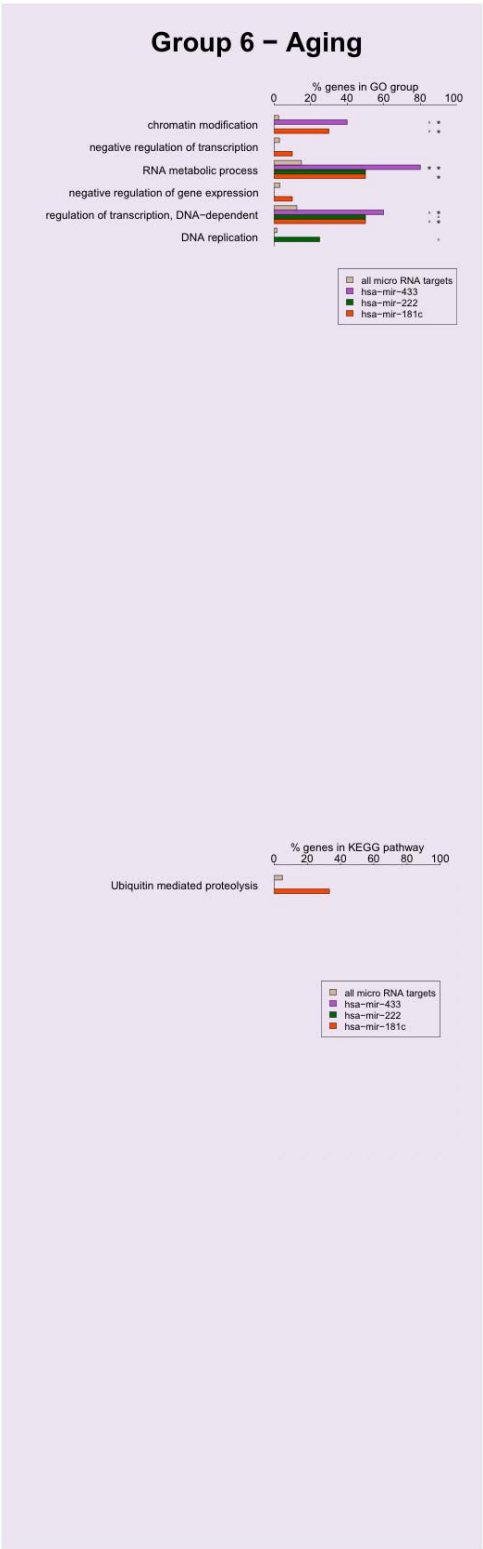 Group 6 − Aging
% genes in GO group
0 20 40 60 80 100
chromatin modification
negative regulation of transcription
RNA metabolic process
negative regulation of gene expression
regulation of transcription, DNA−dependent
DNA replication
all micro RNA targets
hsa−mir−433
hsa−mir−222
hsa−mir−181c
% genes in KEGG pathway
0 20 40 60 80 100
Ubiquitin mediated proteolysis
all micro RNA targets
hsa−mir−433
hsa−mir−222
hsa−mir−181c